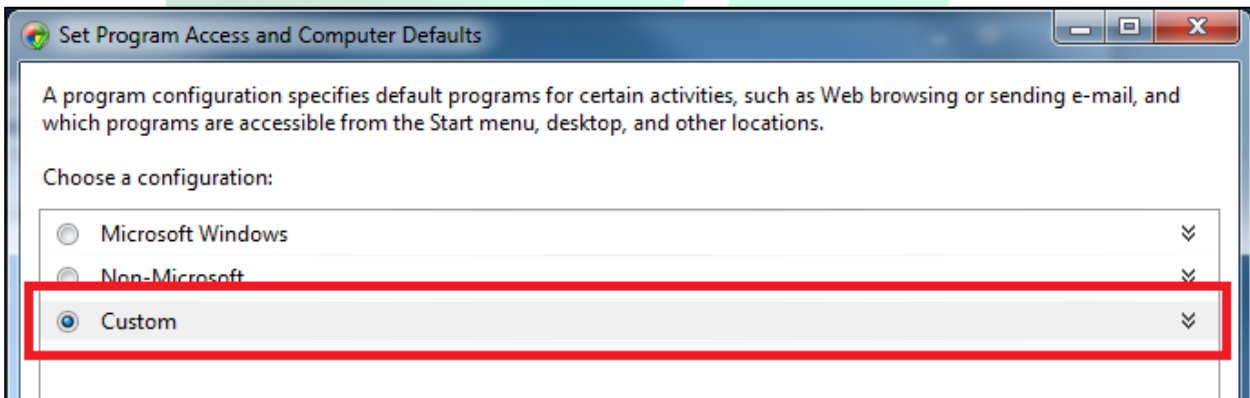 Set Program Access and Computer Defaults
A program configuration specifies default programs for certain activities, such as Web browsing or sending e-mail, and
which programs are accessible from the Start menu, desktop, and other locations.
Choose a configuration:
Microsoft Windows
Non-Microsoft
Custom